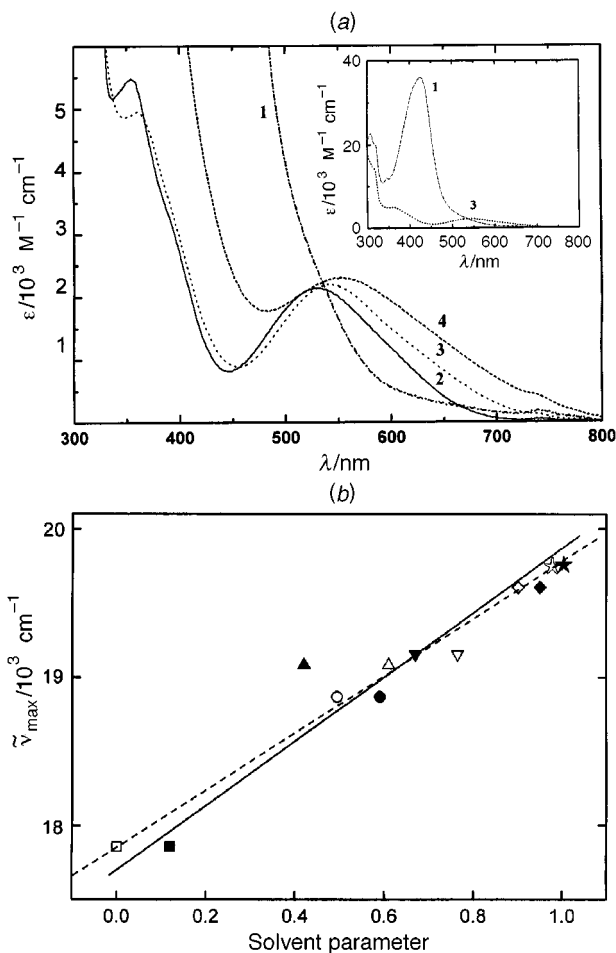 (a)
ε/10³ M⁻¹ cm⁻¹
5
4
3
2
1
300 400 500 600 700 800
λ/nm
1
4
3
2
ε/10³ M⁻¹ cm⁻¹
40
20
0
300 400 500 600 700 800
λ/nm
1
3
(b)
ν̃max/10³ cm⁻¹
20
19
18
0.0 0.2 0.4 0.6 0.8 1.0
Solvent parameter